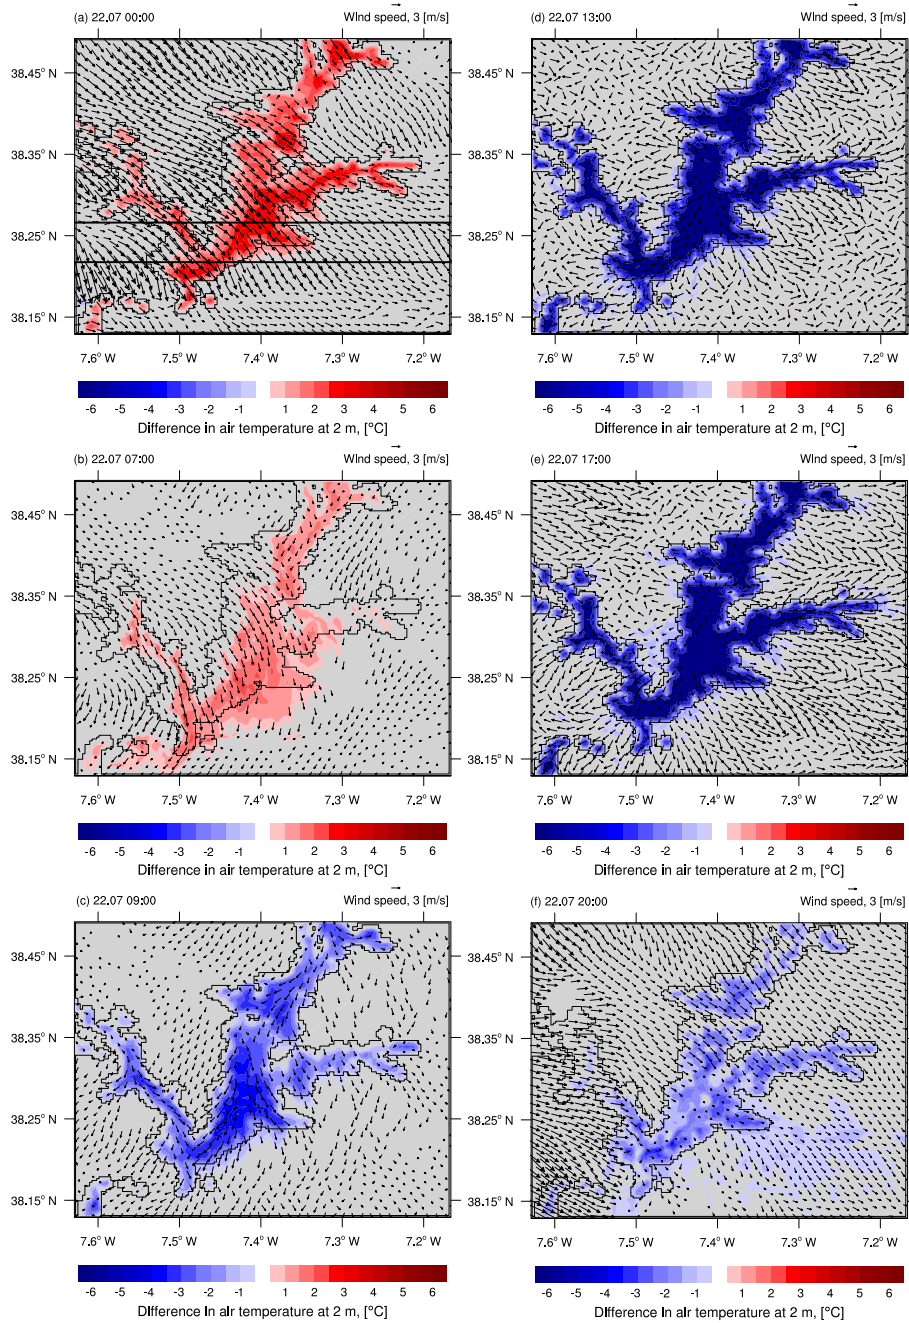 (a) 22.07 00:00 Wind speed, 3 [m/s]
38.45° N
38.35° N
38.25° N
38.15° N
7.6° W 7.5° W 7.4° W 7.3° W 7.2° W
-6 -5 -4 -3 -2 -1 1 2 3 4 5 6
Difference in air temperature at 2 m, [°C]
(d) 22.07 13:00 Wind speed, 3 [m/s]
38.45° N
38.35° N
38.25° N
38.15° N
7.6° W 7.5° W 7.4° W 7.3° W 7.2° W
-6 -5 -4 -3 -2 -1 1 2 3 4 5 6
Difference in air temperature at 2 m, [°C]
(b) 22.07 07:00 Wind speed, 3 [m/s]
38.45° N
38.35° N
38.25° N
38.15° N
7.6° W 7.5° W 7.4° W 7.3° W 7.2° W
-6 -5 -4 -3 -2 -1 1 2 3 4 5 6
Difference in air temperature at 2 m, [°C]
(e) 22.07 17:00 Wind speed, 3 [m/s]
38.45° N
38.35° N
38.25° N
38.15° N
7.6° W 7.5° W 7.4° W 7.3° W 7.2° W
-6 -5 -4 -3 -2 -1 1 2 3 4 5 6
Difference in air temperature at 2 m, [°C]
(c) 22.07 09:00 Wind speed, 3 [m/s]
38.45° N
38.35° N
38.25° N
38.15° N
7.6° W 7.5° W 7.4° W 7.3° W 7.2° W
-6 -5 -4 -3 -2 -1 1 2 3 4 5 6
Difference in air temperature at 2 m, [°C]
(f) 22.07 20:00 Wind speed, 3 [m/s]
38.45° N
38.35° N
38.25° N
38.15° N
7.6° W 7.5° W 7.4° W 7.3° W 7.2° W
-6 -5 -4 -3 -2 -1 1 2 3 4 5 6
Difference in air temperature at 2 m, [°C]